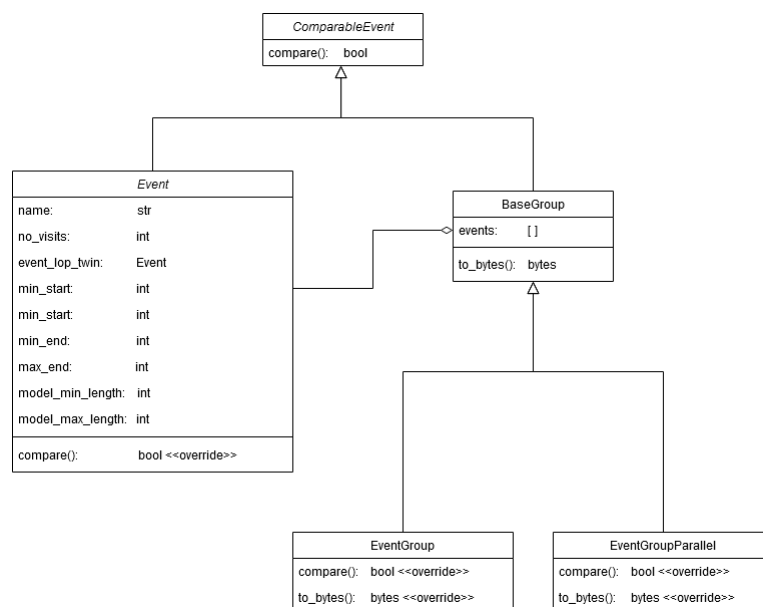 ComparableEvent
compare(): bool
Event
name: str
no_visits: int
event_lop_twin: Event
min_start: int
min_start: int
min_end: int
max_end: int
model_min_length: int
model_max_length: int
compare(): bool <<override>>
BaseGroup
events: [ ]
to_bytes(): bytes
EventGroup
compare(): bool <<override>>
to_bytes(): bytes <<override>>
EventGroupParallel
compare(): bool <<override>>
to_bytes(): bytes <<override>>